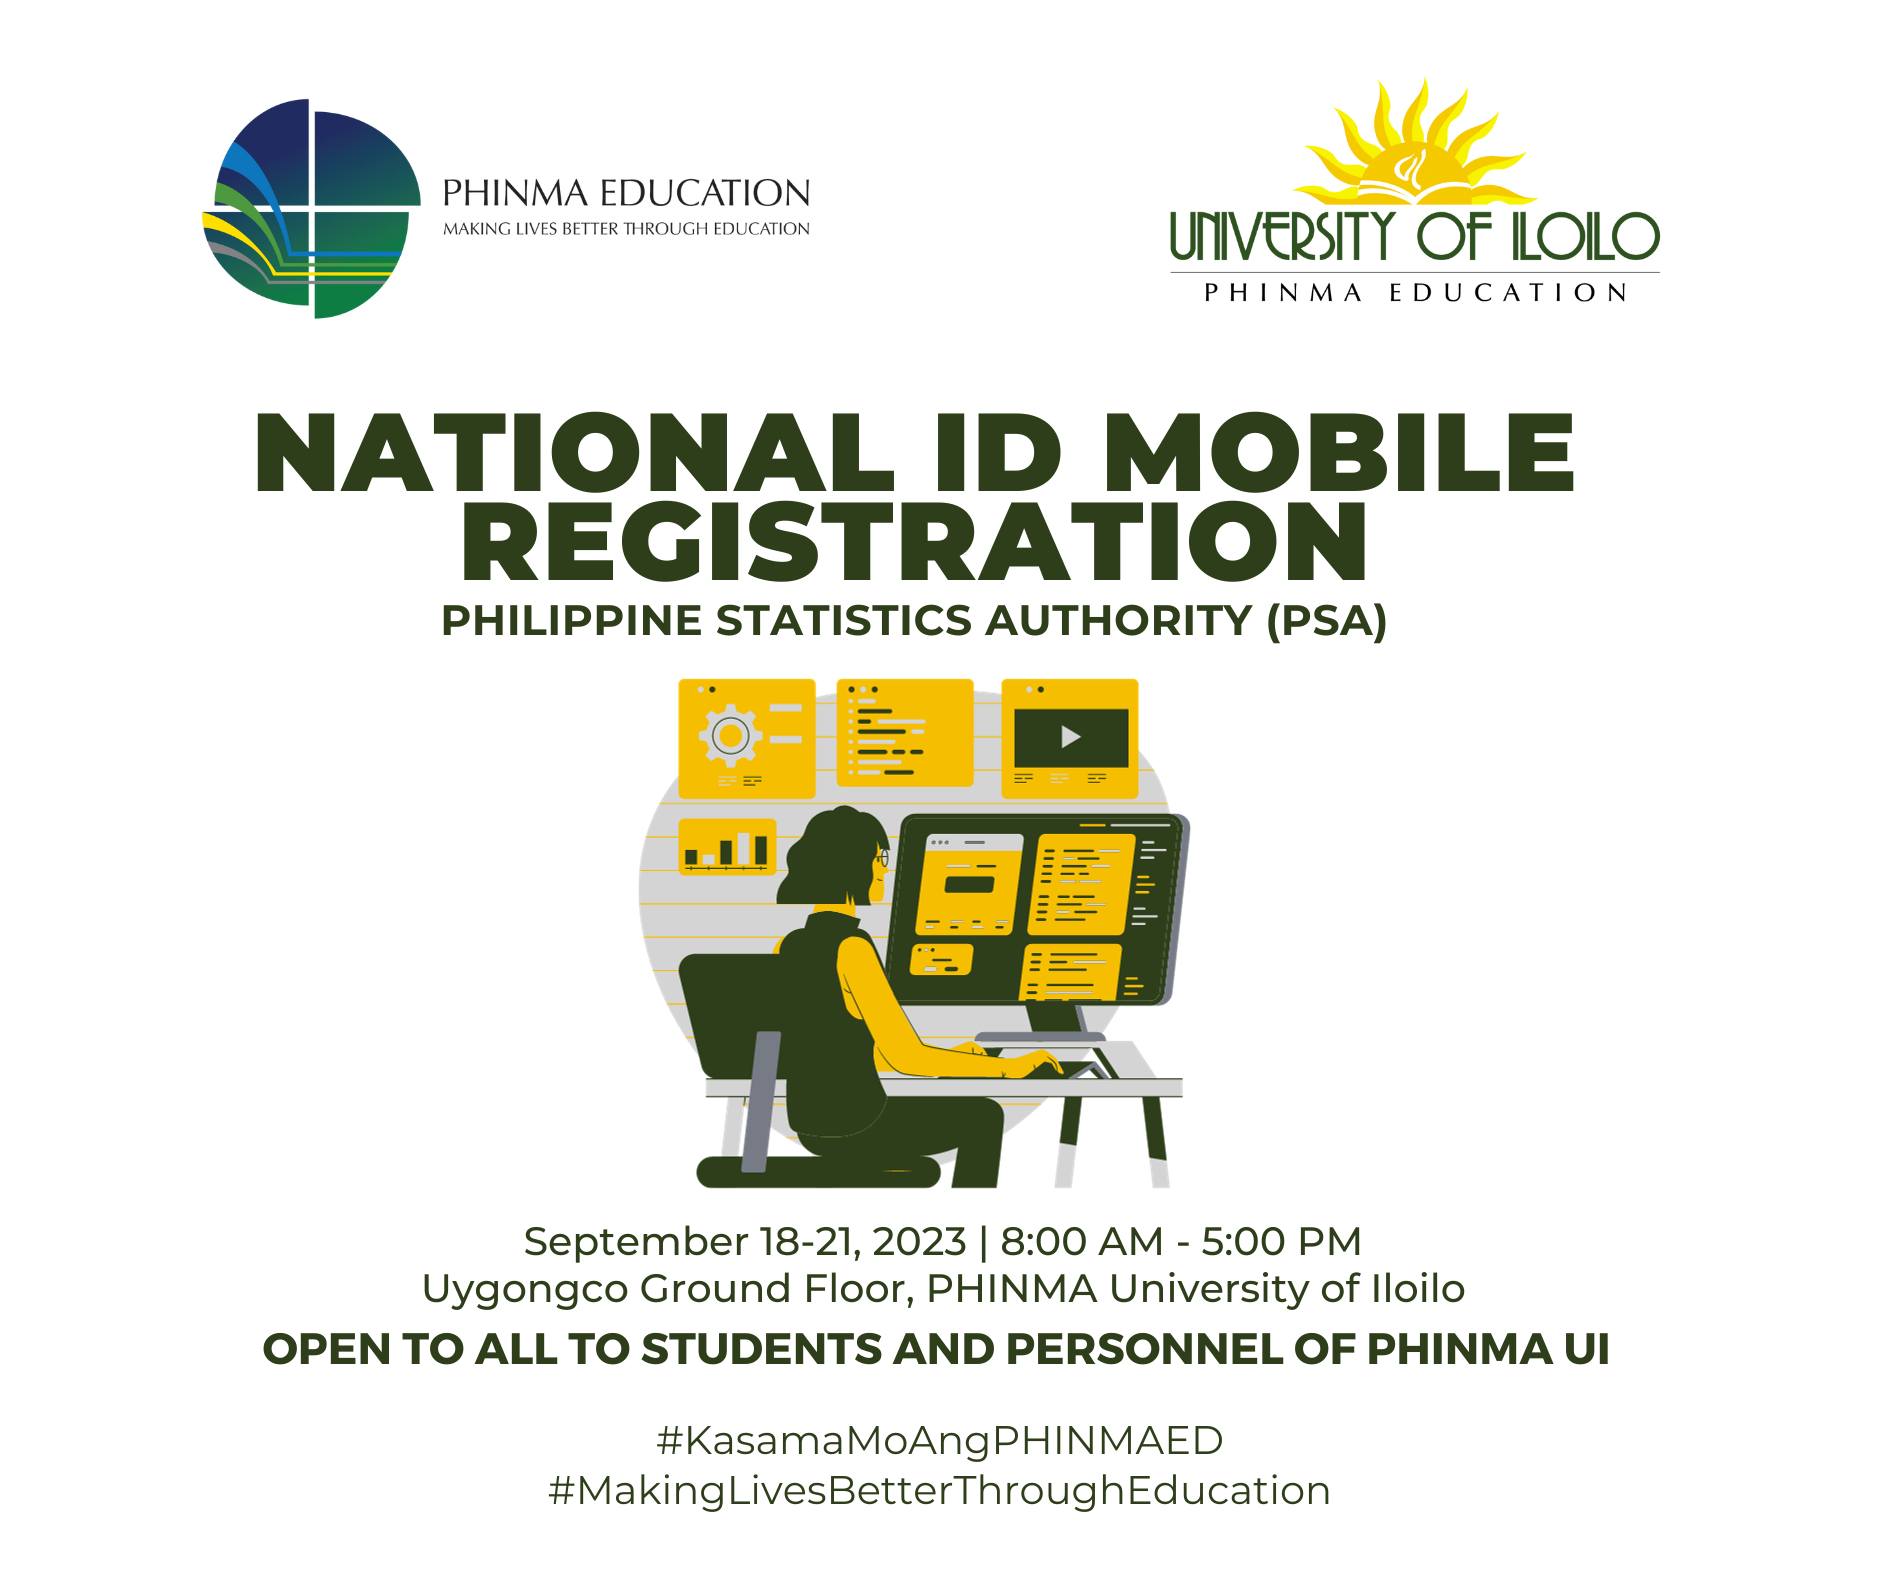 PHINMA EDUCATION
MAKING LIVES BETTER THROUGH EDUCATION
UNIVERSITY OF ILOILO
PHINMA EDUCATION
NATIONAL ID MOBILE
REGISTRATION
PHILIPPINE STATISTICS AUTHORITY (PSA)
September 18-21, 2023 | 8:00 AM - 5:00 PM
Uygongco Ground Floor, PHINMA University of Iloilo
OPEN TO ALL TO STUDENTS AND PERSONNEL OF PHINMA UI
#KasamaMoAngPHINMAED
#MakingLivesBetterThroughEducation